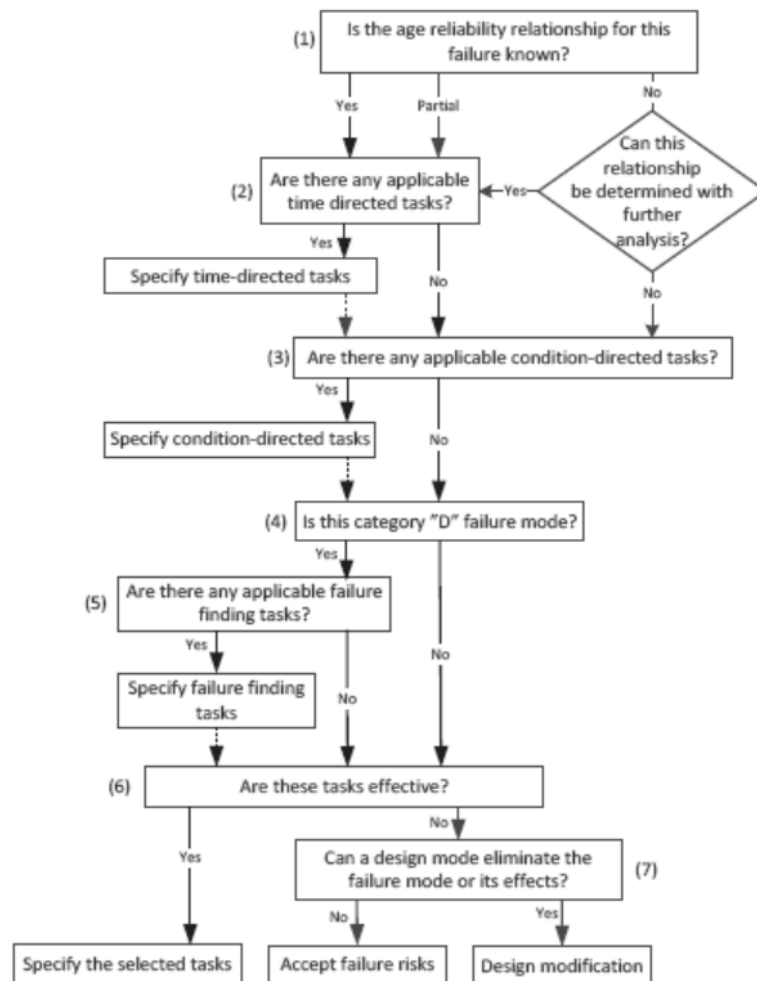 (1)
Is the age reliability relationship for this
failure known?
Yes
Partial
No
Can this
relationship
be determined with
further
analysis?
Yes
(2)
Are there any applicable
time directed tasks?
Yes
No
No
Specify time-directed tasks
(3)
Are there any applicable condition-directed tasks?
Yes
No
Specify condition-directed tasks
(4)
Is this category "D" failure mode?
Yes
No
(5)
Are there any applicable failure
finding tasks?
Yes
No
Specify failure finding
tasks
(6)
Are these tasks effective?
Yes
No
Can a design mode eliminate the
failure mode or its effects?
(7)
No
Yes
Specify the selected tasks
Accept failure risks
Design modification